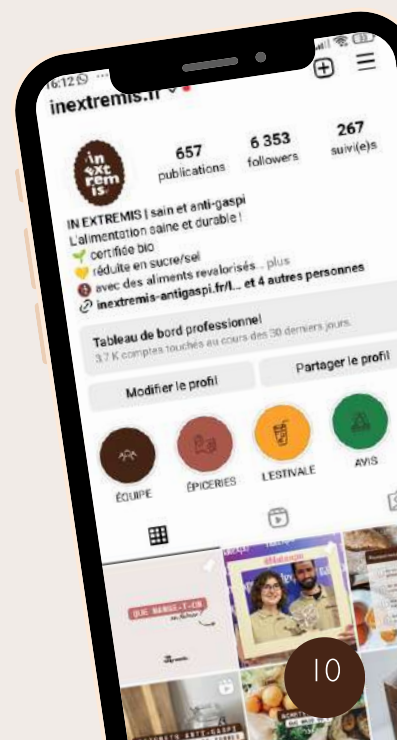 16:12
33
inextremis.fr
in
ext
rem
is.
657
publications
6 353
followers
267
suivi(e)s
IN EXTREMIS | sain et anti-gaspi
L'alimentation saine et durable !
certifiée bio
réduite en sucre/sel
avec des aliments revalorisés... plus
inextremis-antigaspi.fr/l... et 4 autres personnes
Tableau de bord professionnel
3.7 K comptes touchés au cours des 30 derniers jours.
Modifier le profil
Partager le profil
ÉQUIPE
ÉPICERIES
L'ESTIVALE
AVIS
QUE MANGE-T-ON
ANTI-GASPI
10